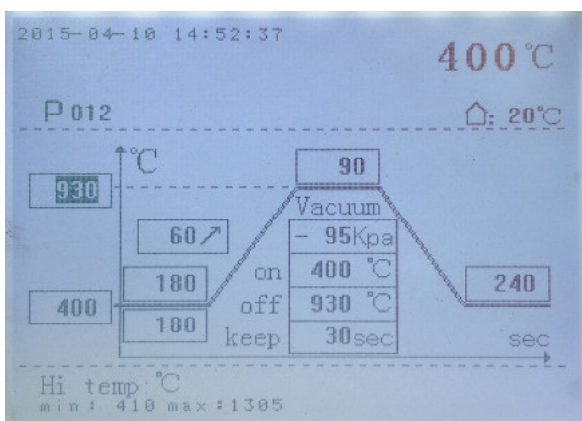 2015-04-10 14:52:37
400℃
P 012
: 20℃
℃
930
90
Vacuum
60
- 95Kpa
180
on 400 ℃
240
400
off 930 ℃
180
keep 30sec
sec
Hi temp:℃
min: 410 max:1305